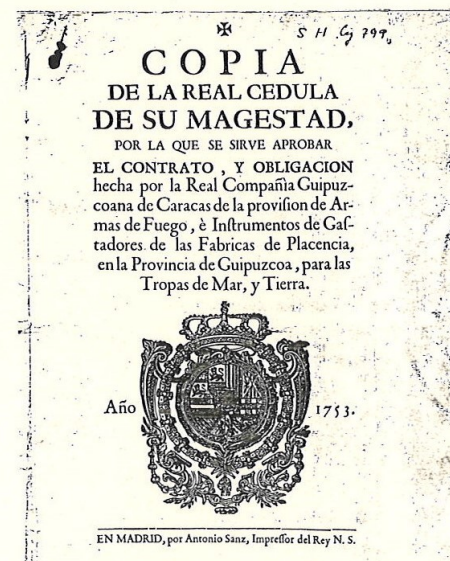 S H Cj 799,,
COPIA
DE LA REAL CEDULA
DE SU MAGESTAD,
POR LA QUE SE SIRVE APROBAR
EL CONTRATO, Y OBLIGACION
hecha por la Real Compañia Guipuz-
coana de Caracas de la provision de Ar-
mas de Fuego, è Instrumentos de Gas-
tadores de las Fabricas de Placencia,
en la Provincia de Guipuzcoa, para las
Tropas de Mar, y Tierra.
Año 1753.
EN MADRID, por Antonio Sanz, Impressor del Rey N. S.